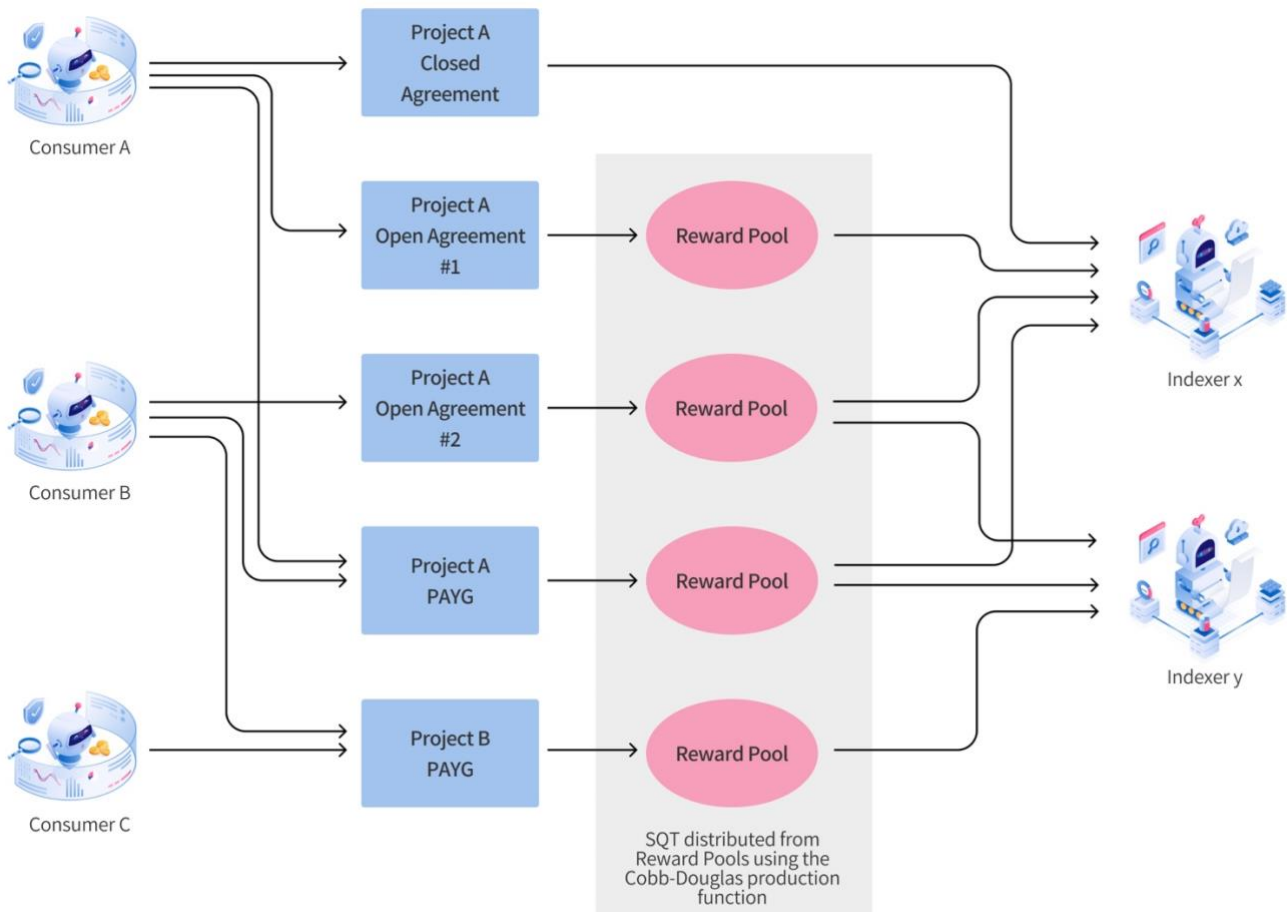 Consumer A
Project A
Closed
Agreement
Project A
Open Agreement
#1
Reward Pool
Indexer x
Consumer B
Project A
Open Agreement
#2
Reward Pool
Project A
PAYG
Reward Pool
Indexer y
Consumer C
Project B
PAYG
Reward Pool
SQT distributed from
Reward Pools using the
Cobb-Douglas production
function